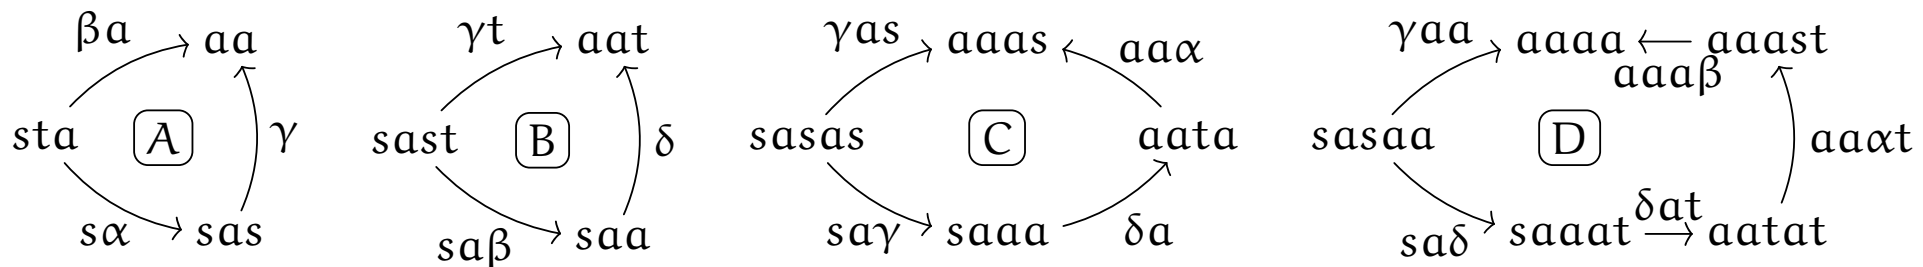 βa aa γt aat γas aaas aaα γaa aaaa aaast
aaaβ
sta A γ sast B δ sasas C aata sasaa D aaαt
sα sas saβ saa saγ saaa δa saδ saaat δat aatat